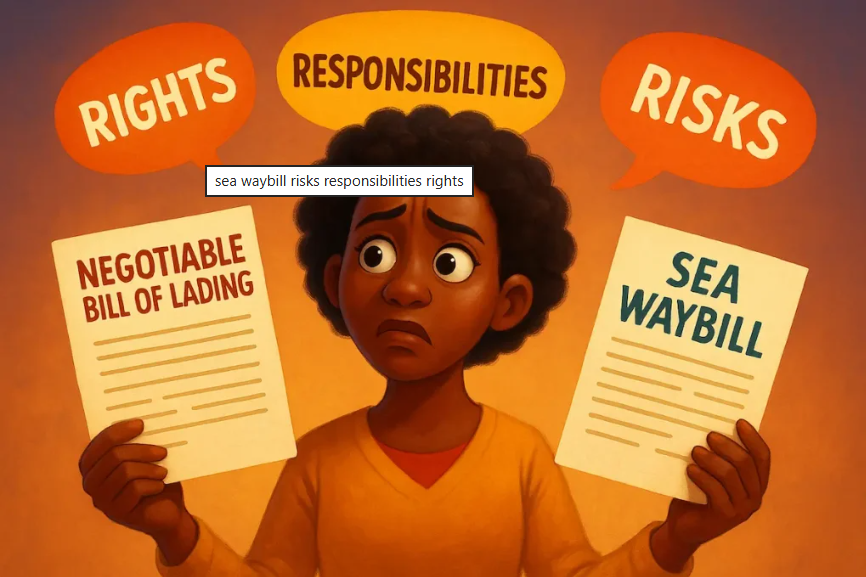 RIGHTS
RESPONSIBILITIES
RISKS
sea waybill risks responsibilities rights
NEGOTIABLE
BILL OF LADING
SEA
WAYBILL